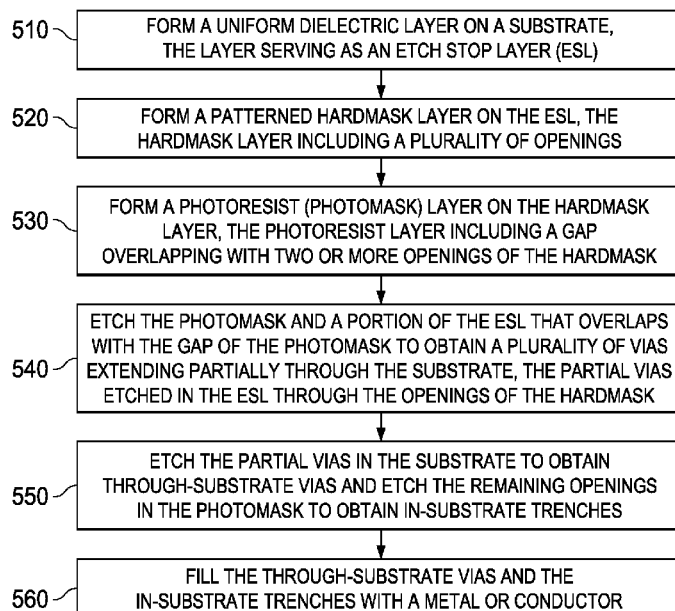 510
FORM A UNIFORM DIELECTRIC LAYER ON A SUBSTRATE,
THE LAYER SERVING AS AN ETCH STOP LAYER (ESL)
520
FORM A PATTERNED HARDMASK LAYER ON THE ESL, THE
HARDMASK LAYER INCLUDING A PLURALITY OF OPENINGS
530
FORM A PHOTORESIST (PHOTOMASK) LAYER ON THE HARDMASK
LAYER, THE PHOTORESIST LAYER INCLUDING A GAP
OVERLAPPING WITH TWO OR MORE OPENINGS OF THE HARDMASK
540
ETCH THE PHOTOMASK AND A PORTION OF THE ESL THAT OVERLAPS
WITH THE GAP OF THE PHOTOMASK TO OBTAIN A PLURALITY OF VIAS
EXTENDING PARTIALLY THROUGH THE SUBSTRATE, THE PARTIAL VIAS
ETCHED IN THE ESL THROUGH THE OPENINGS OF THE HARDMASK
550
ETCH THE PARTIAL VIAS IN THE SUBSTRATE TO OBTAIN
THROUGH-SUBSTRATE VIAS AND ETCH THE REMAINING OPENINGS
IN THE PHOTOMASK TO OBTAIN IN-SUBSTRATE TRENCHES
560
FILL THE THROUGH-SUBSTRATE VIAS AND THE
IN-SUBSTRATE TRENCHES WITH A METAL OR CONDUCTOR